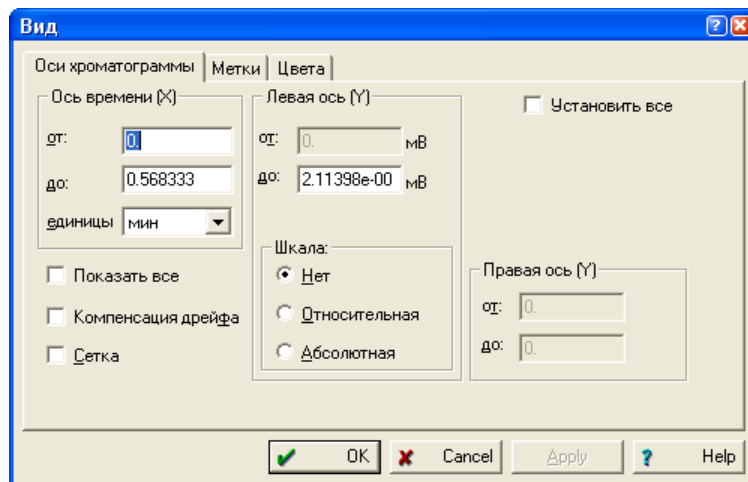 Вид
Оси хроматограммы Метки Цвета
Ось времени (X)
от: 0.
до: 0.568333
единицы мин
Показать все
Компенсация дрейфа
Сетка
Левая ось (Y)
от: 0. мВ
до: 2.11398e-00 мВ
Шкала:
Нет
Относительная
Абсолютная
Установить все
Правая ось (Y)
от: 0.
до: 0.
OK Cancel Apply ? Help